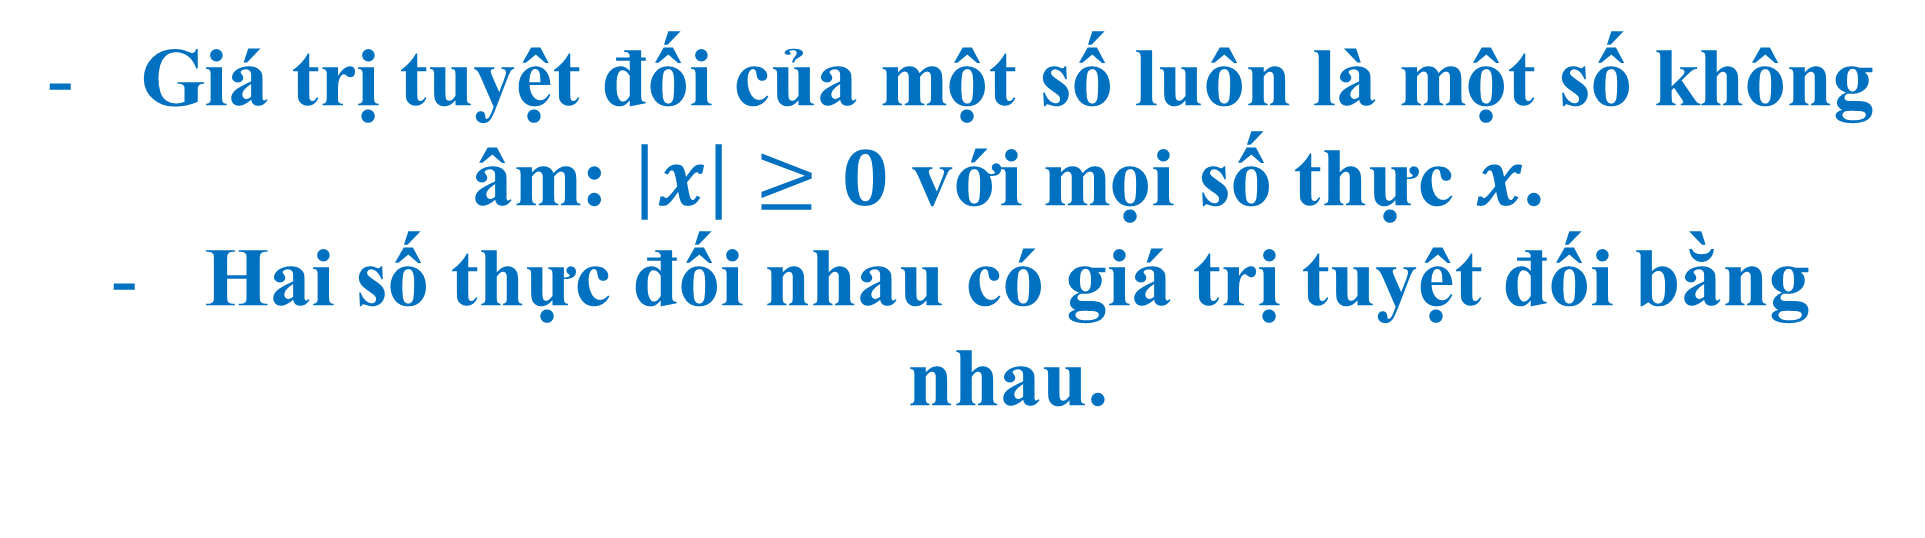 - Giá trị tuyệt đối của một số luôn là một số không
âm: |x| ≥ 0 với mọi số thực x.
- Hai số thực đối nhau có giá trị tuyệt đối bằng
nhau.